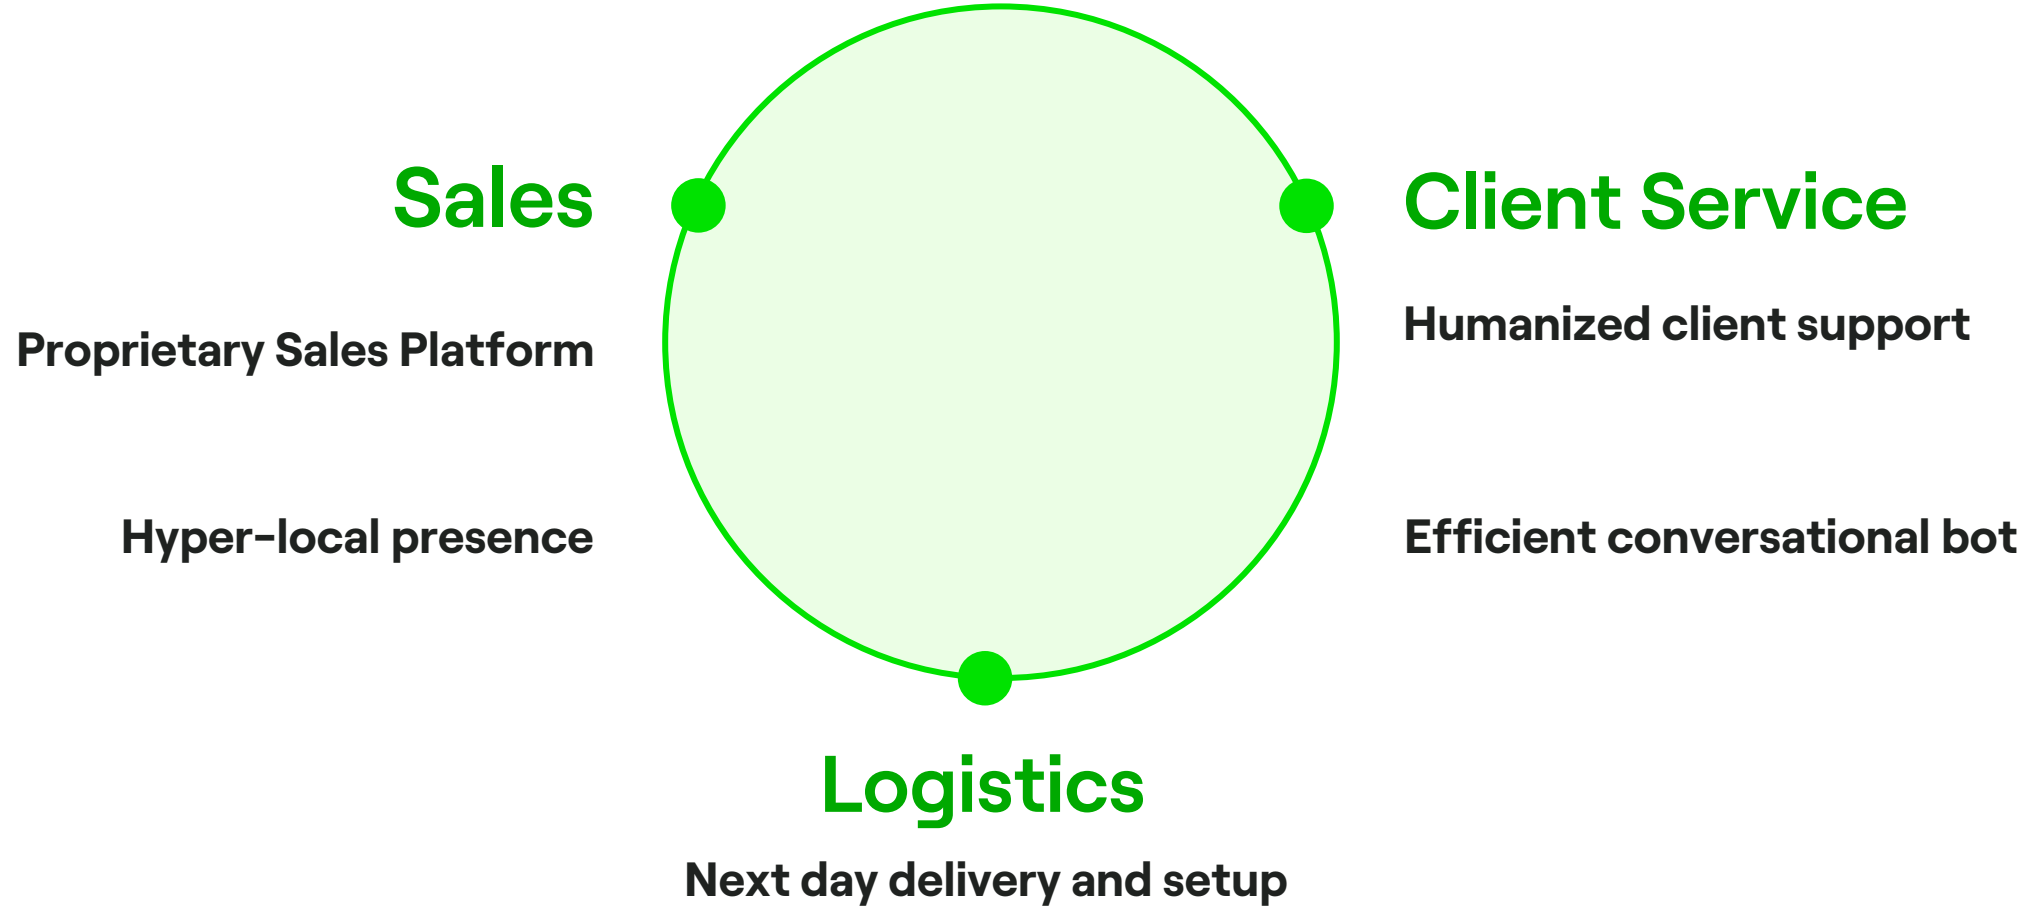 Sales
Proprietary Sales Platform
Hyper-local presence
Client Service
Humanized client support
Efficient conversational bot
Logistics
Next day delivery and setup